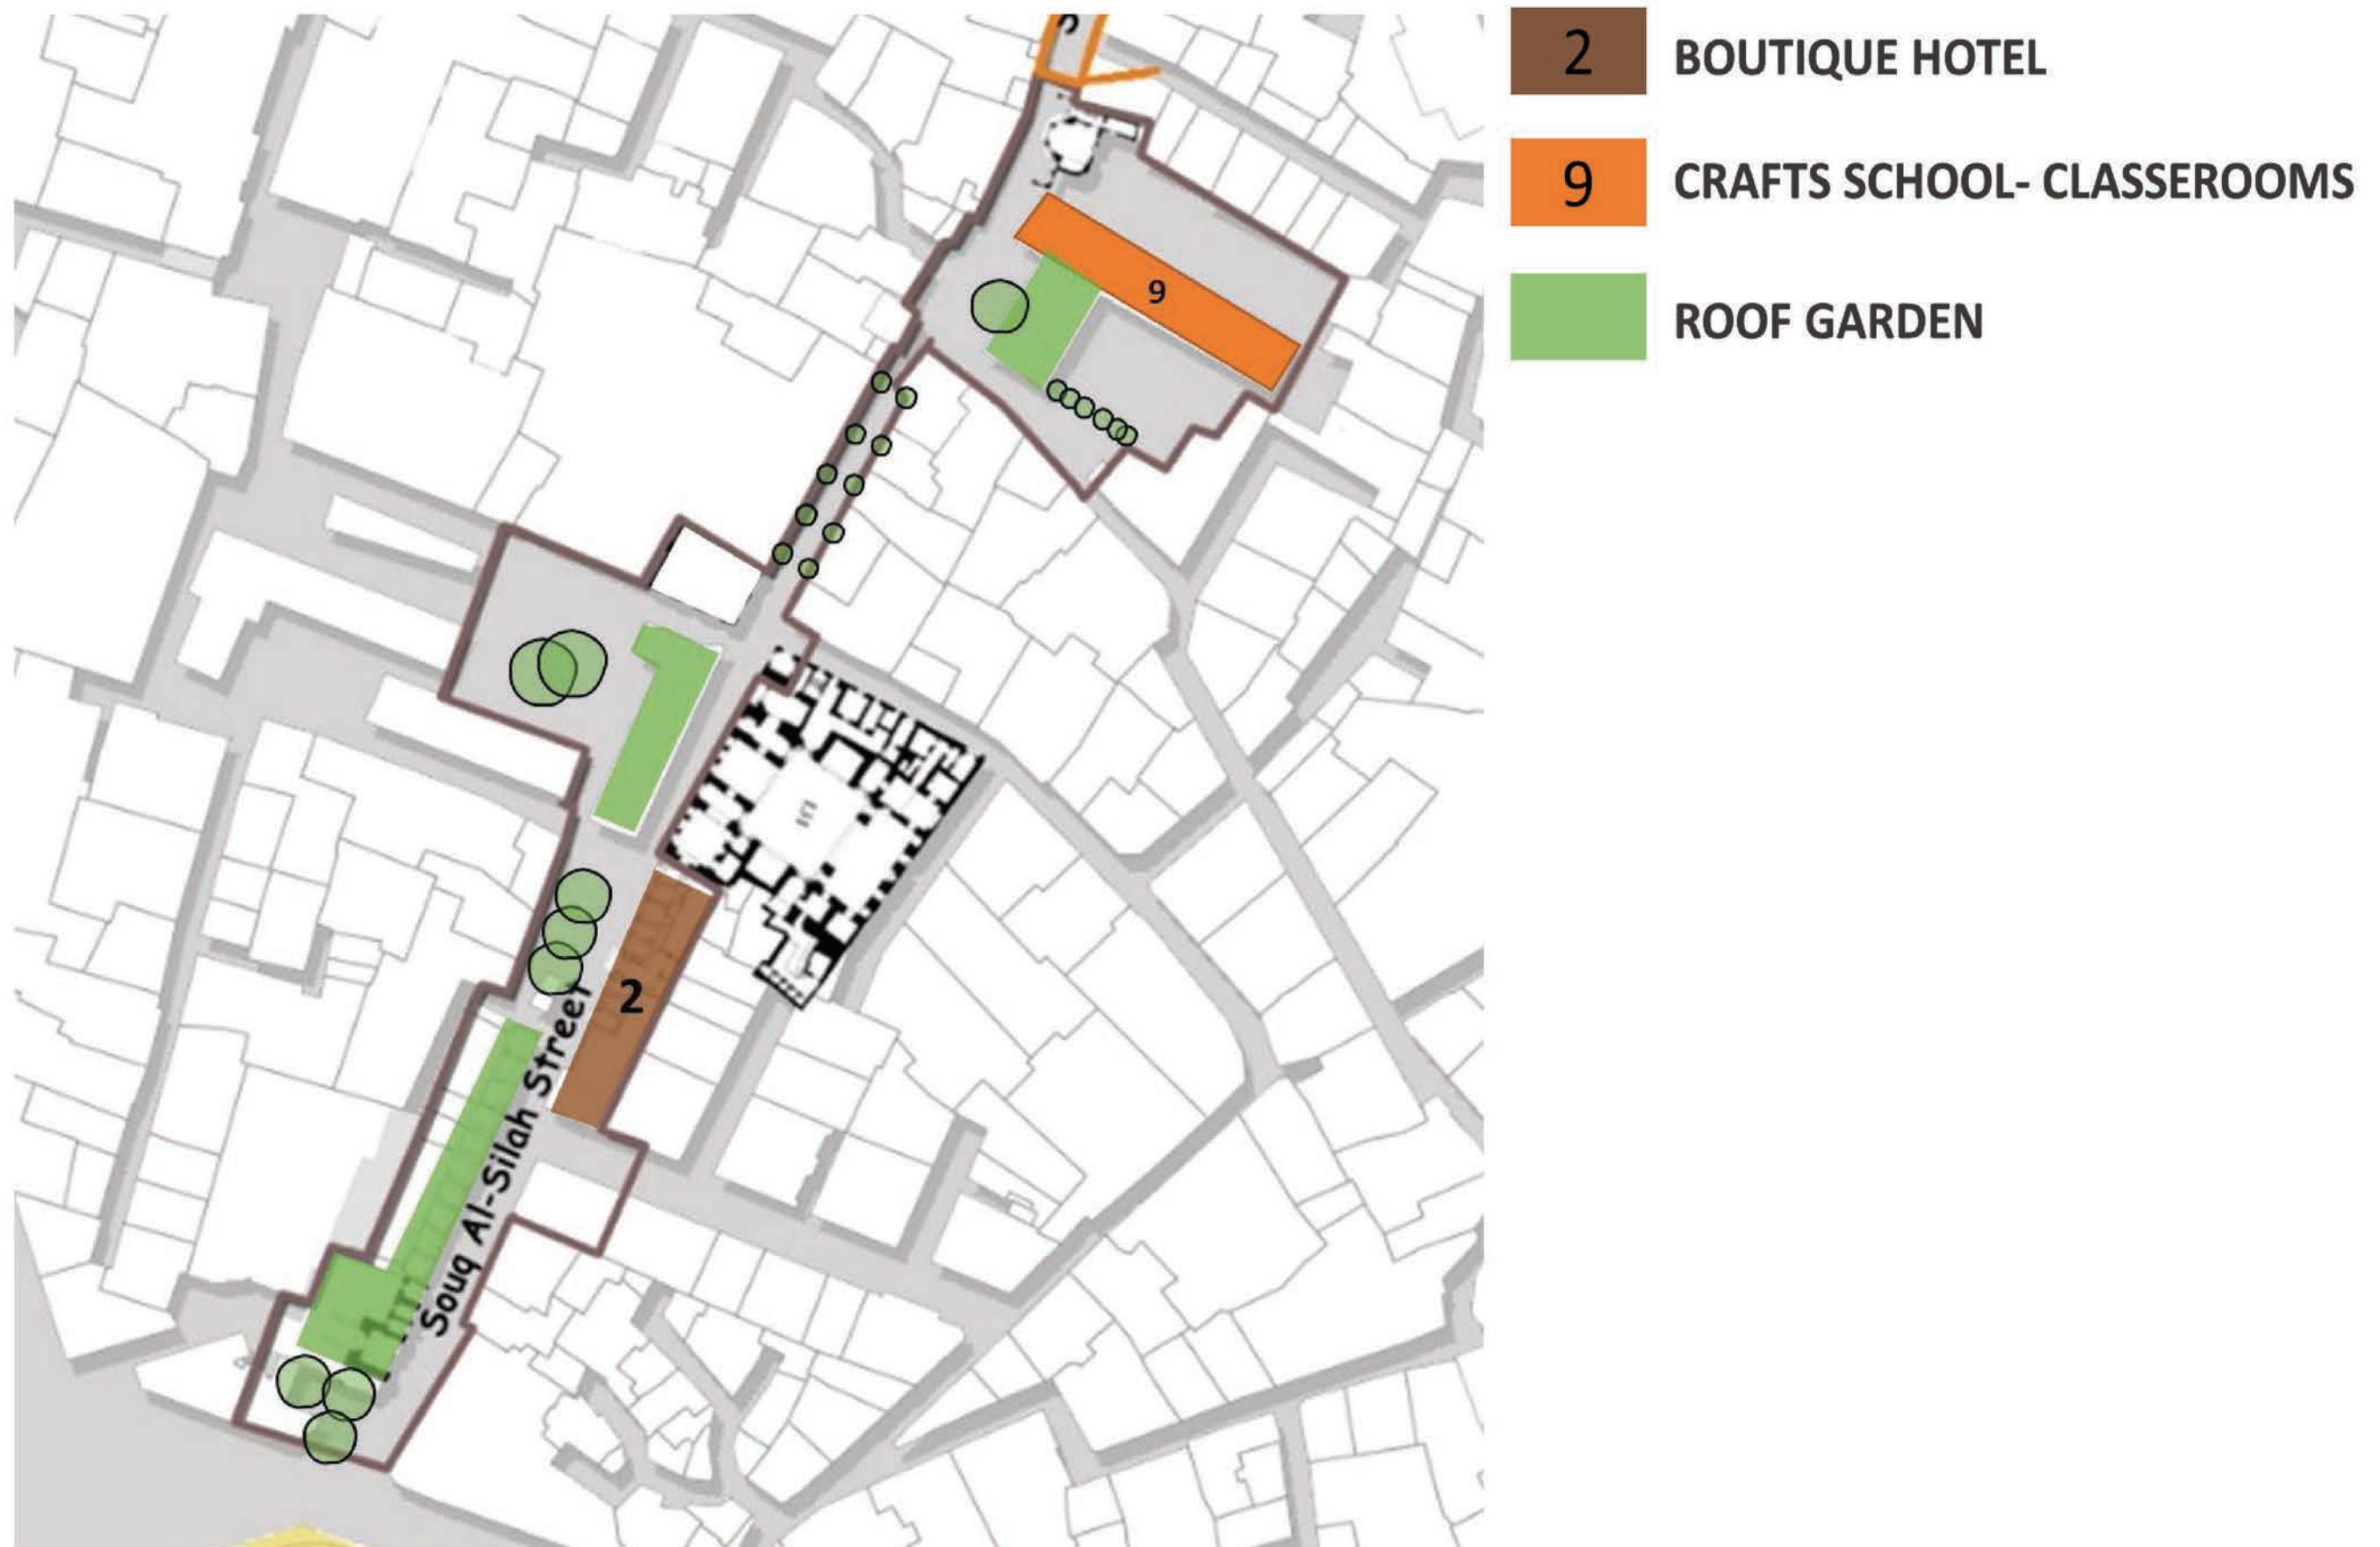 2 BOUTIQUE HOTEL
9 CRAFTS SCHOOL- CLASSEROOMS
ROOF GARDEN
9
2
Souq Al-Silah Street